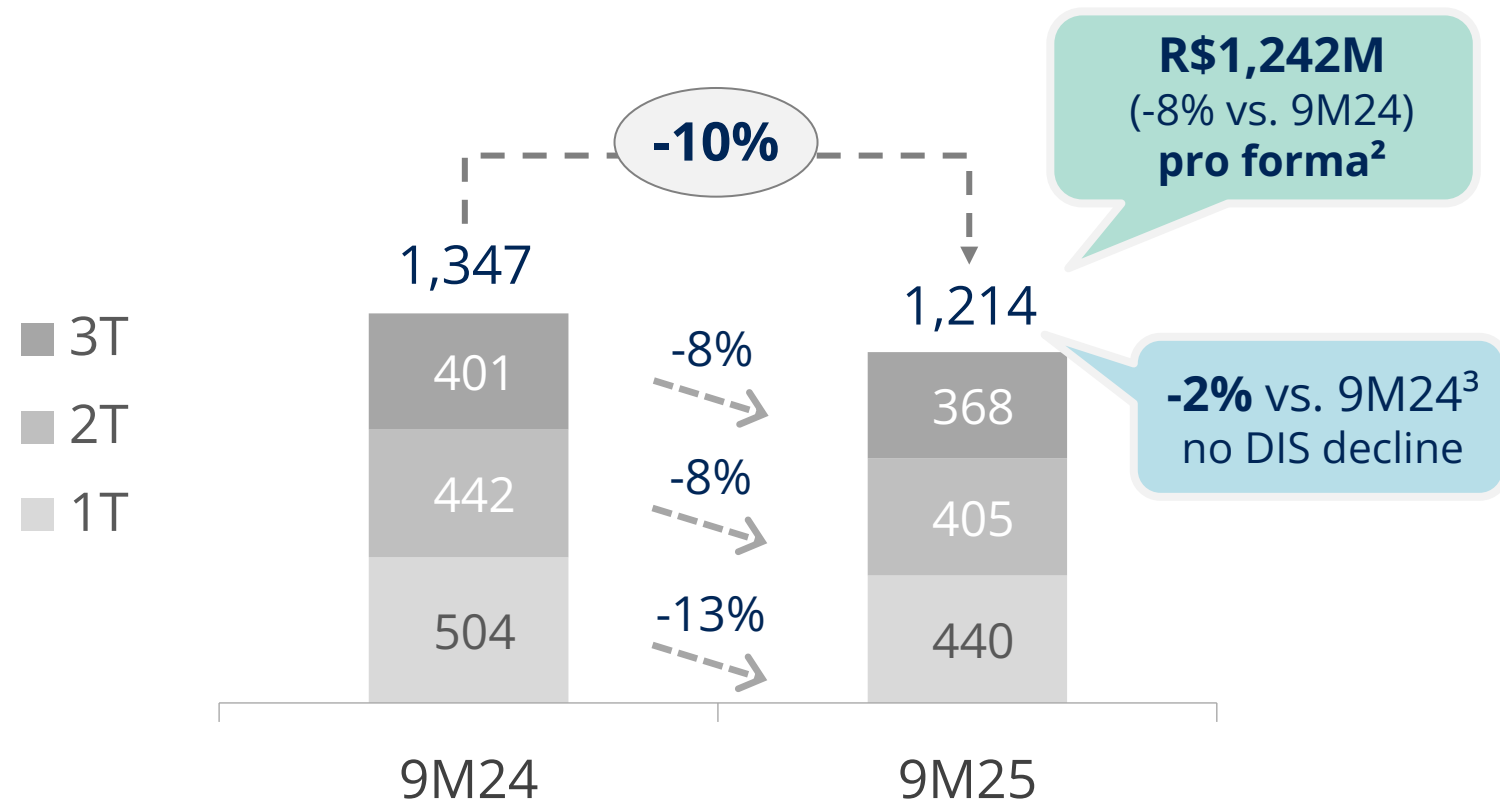 R$1,242M
(-8% vs. 9M24)
pro forma²
-10%
1,347
1,214
3T
2T
1T
401
442
504
-8%
-8%
-13%
368
405
440
-2% vs. 9M24³
no DIS decline
9M24
9M25